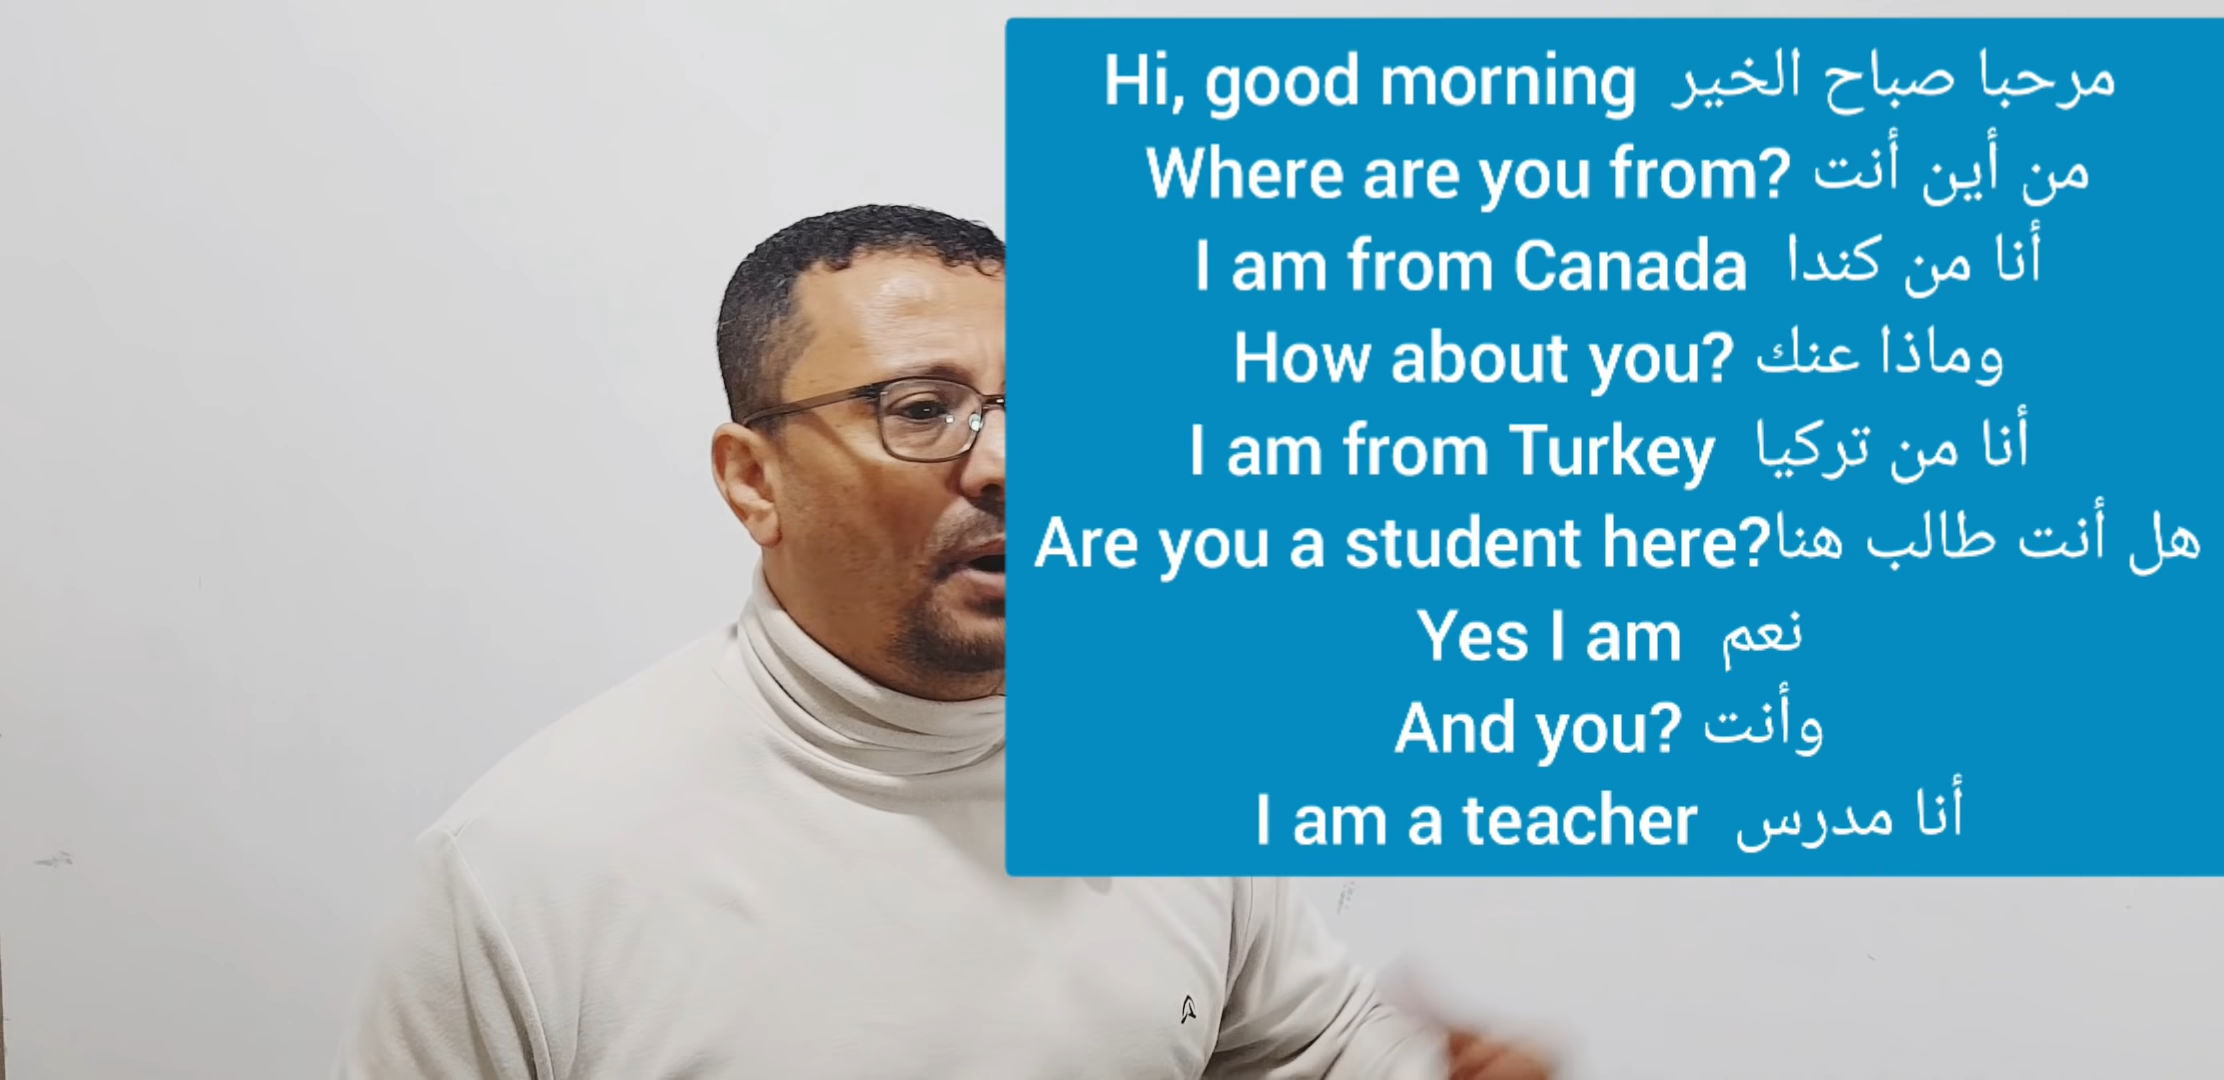 Hi, good morning مرحبا صباح الخير
Where are you from? من أين أنت
I am from Canada أنا من كندا
How about you? وماذا عنك
I am from Turkey أنا من تركيا
Are you a student here?هل أنت طالب هنا
Yes I am نعم
And you? وأنت
I am a teacher أنا مدرس